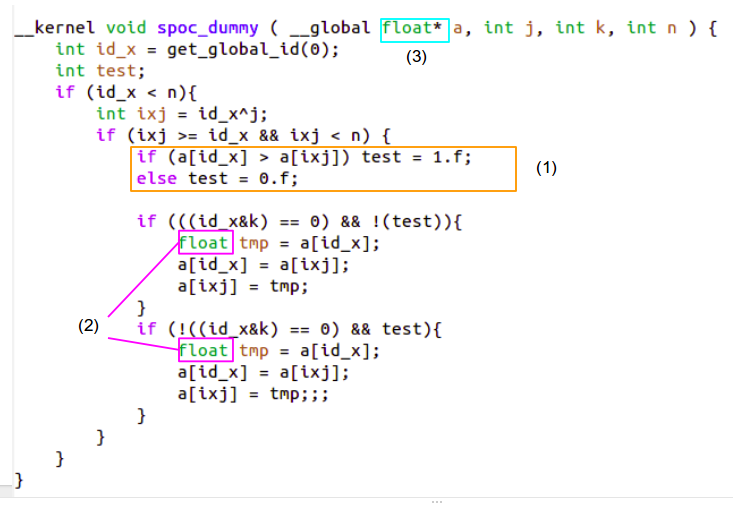 __kernel void spoc_dummy ( __global float* a, int j, int k, int n ) {
(3)
int id_x = get_global_id(0);
int test;
if (id_x < n){
int ixj = id_x^j;
if (ixj >= id_x && ixj < n) {
if (a[id_x] > a[ixj]) test = 1.f;
else test = 0.f;
(1)
if (((id_x&k) == 0) && !(test)){
float tmp = a[id_x];
a[id_x] = a[ixj];
a[ixj] = tmp;
}
(2)
if (!((id_x&k) == 0) && test){
float tmp = a[id_x];
a[id_x] = a[ixj];
a[ixj] = tmp;;;
}
}
}
}